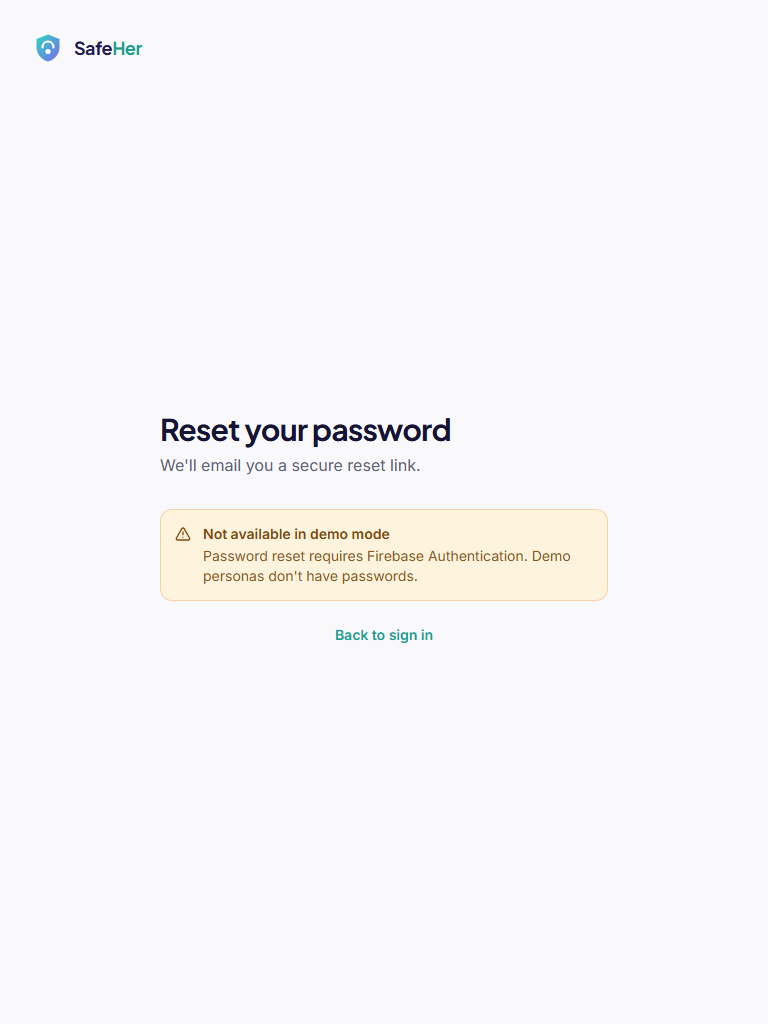 SafeHer
Reset your password
We'll email you a secure reset link.
Not available in demo mode
Password reset requires Firebase Authentication. Demo
personas don't have passwords.
Back to sign in